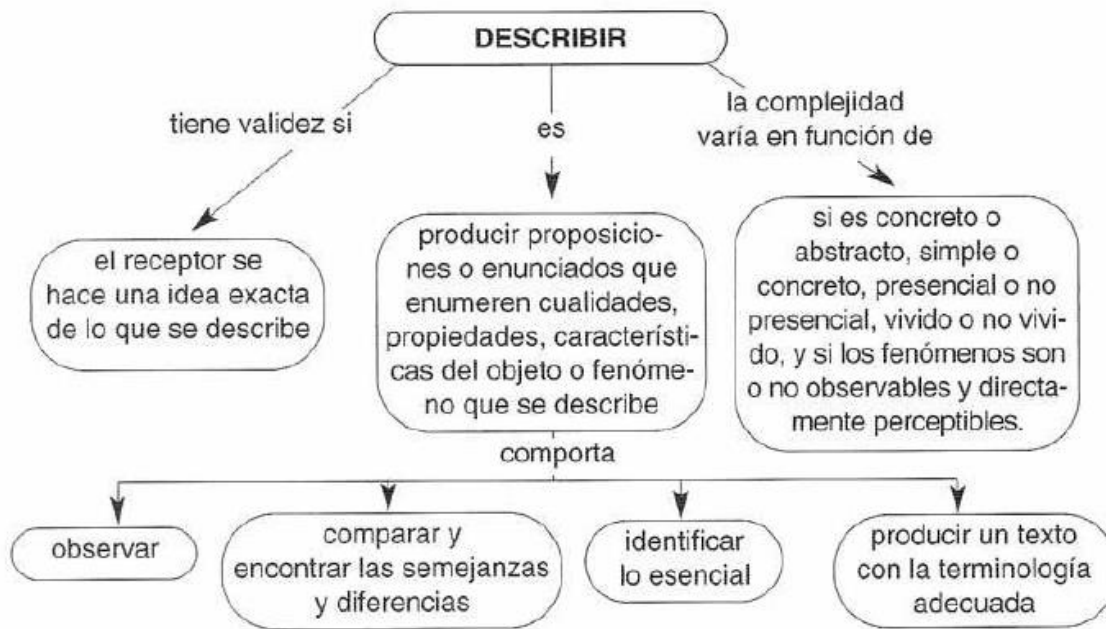 DESCRIBIR
tiene validez si
es
la complejidad
varía en función de
el receptor se
hace una idea exacta
de lo que se describe
producir proposicio-
nes o enunciados que
enumeren cualidades,
propiedades, característi-
cas del objeto o fenóme-
no que se describe
si es concreto o
abstracto, simple o
concreto, presencial o no
presencial, vivido o no vivi-
do, y si los fenómenos son
o no observables y directa-
mente perceptibles.
comporta
observar
comparar y
encontrar las semejanzas
y diferencias
identificar
lo esencial
producir un texto
con la terminología
adecuada